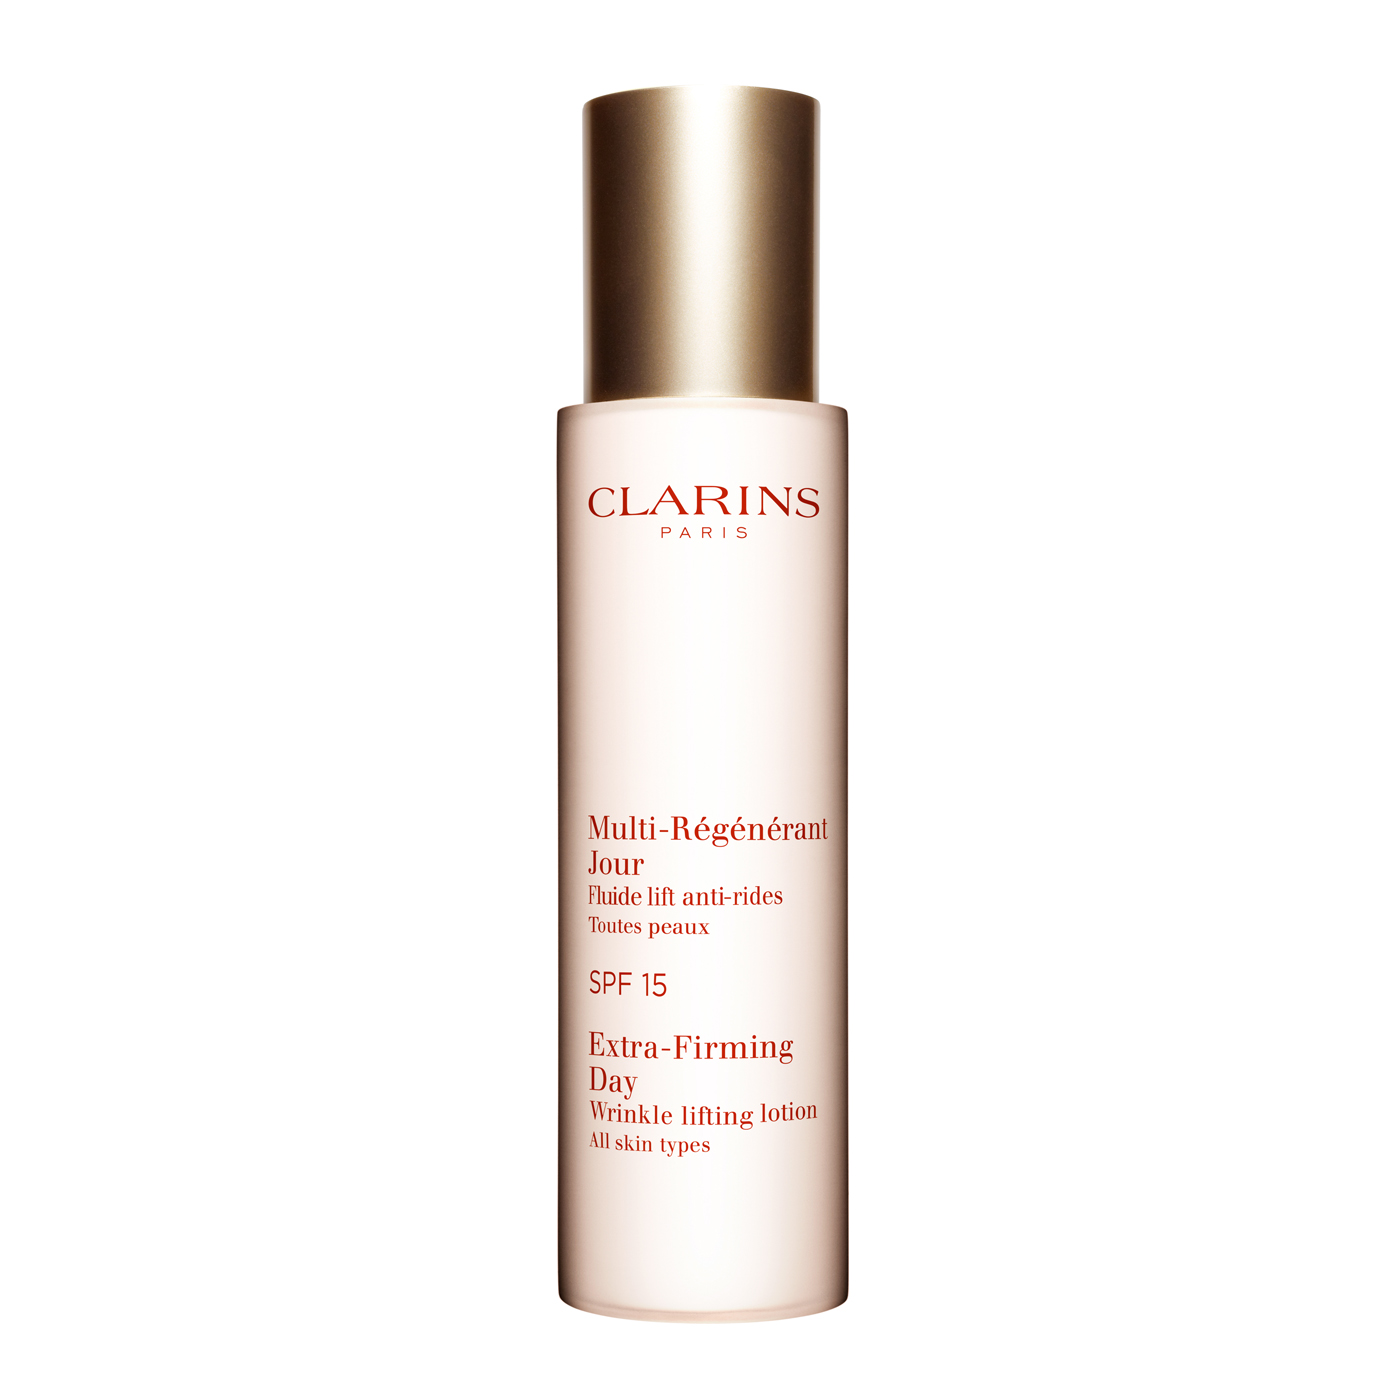 CLARINS
PARIS
Multi-Régénérant
Jour
Fluide lift anti-rides
Toutes peaux
SPF 15
Extra-Firming
Day
Wrinkle lifting lotion
All skin types